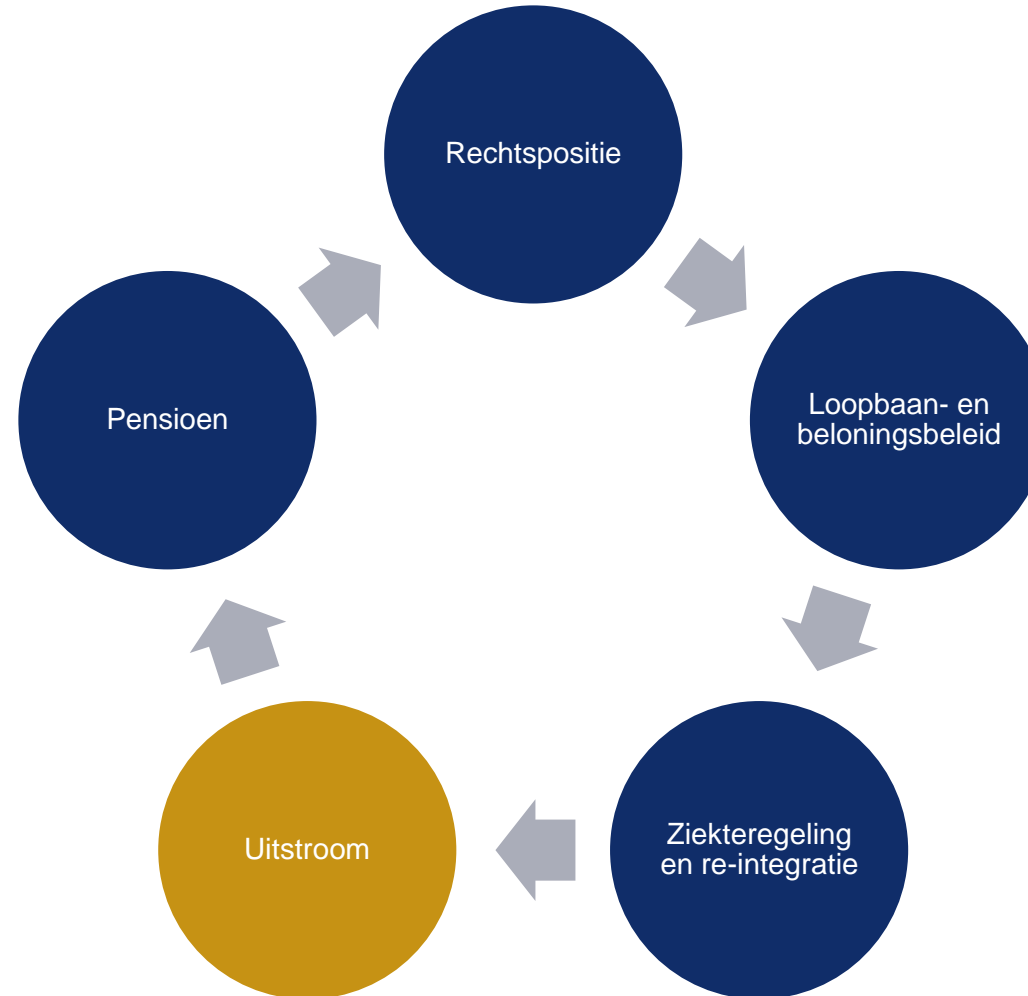 Rechtspositie
Loopbaan- en
beloningsbeleid
Ziekteregeling
en re-integratie
Uitstroom
Pensioen